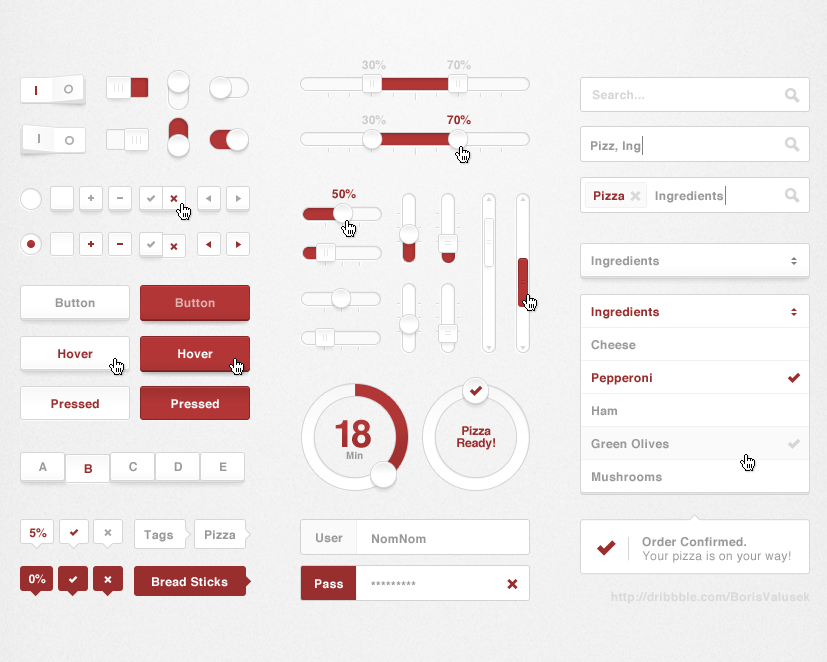 I O
I O
Button
Button
Hover
Hover
Pressed
Pressed
A B C D E
5%
Tags
Pizza
0%
Bread Sticks
30% 70%
30% 70%
50%
18
Min
Pizza
Ready!
User NomNom
Pass *********
Search...
Pizz, Ing
Pizza Ingredients
Ingredients
Ingredients
Cheese
Pepperoni
Ham
Green Olives
Mushrooms
Order Confirmed.
Your pizza is on your way!
http://dribbble.com/BorisValusek